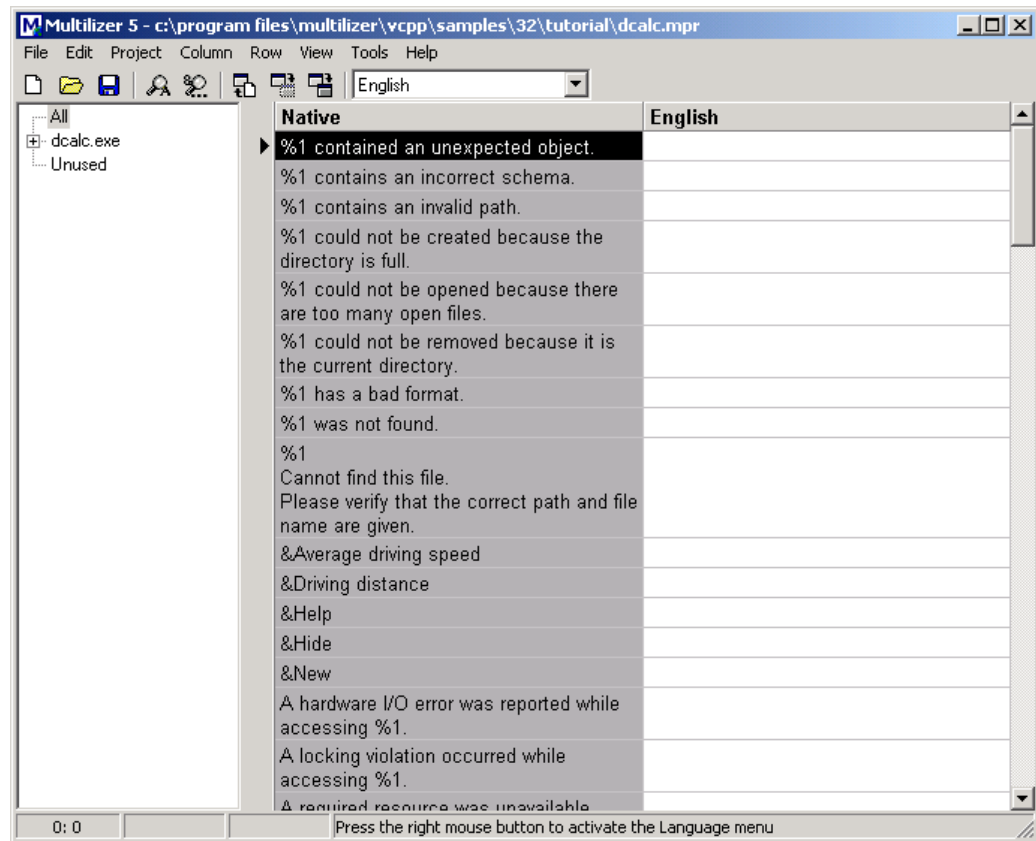 Multilizer 5 - c:\program files\multilizer\vcpp\samples\32\tutorial\dcalc.mpr
File Edit Project Column Row View Tools Help
English
All
dcalc.exe
Unused
Native English
%1 contained an unexpected object.
%1 contains an incorrect schema.
%1 contains an invalid path.
%1 could not be created because the
directory is full.
%1 could not be opened because there
are too many open files.
%1 could not be removed because it is
the current directory.
%1 has a bad format.
%1 was not found.
%1
Cannot find this file.
Please verify that the correct path and file
name are given.
&Average driving speed
&Driving distance
&Help
&Hide
&New
A hardware I/O error was reported while
accessing %1.
A locking violation occurred while
accessing %1.
A required resource was unavailable
0: 0
Press the right mouse button to activate the Language menu